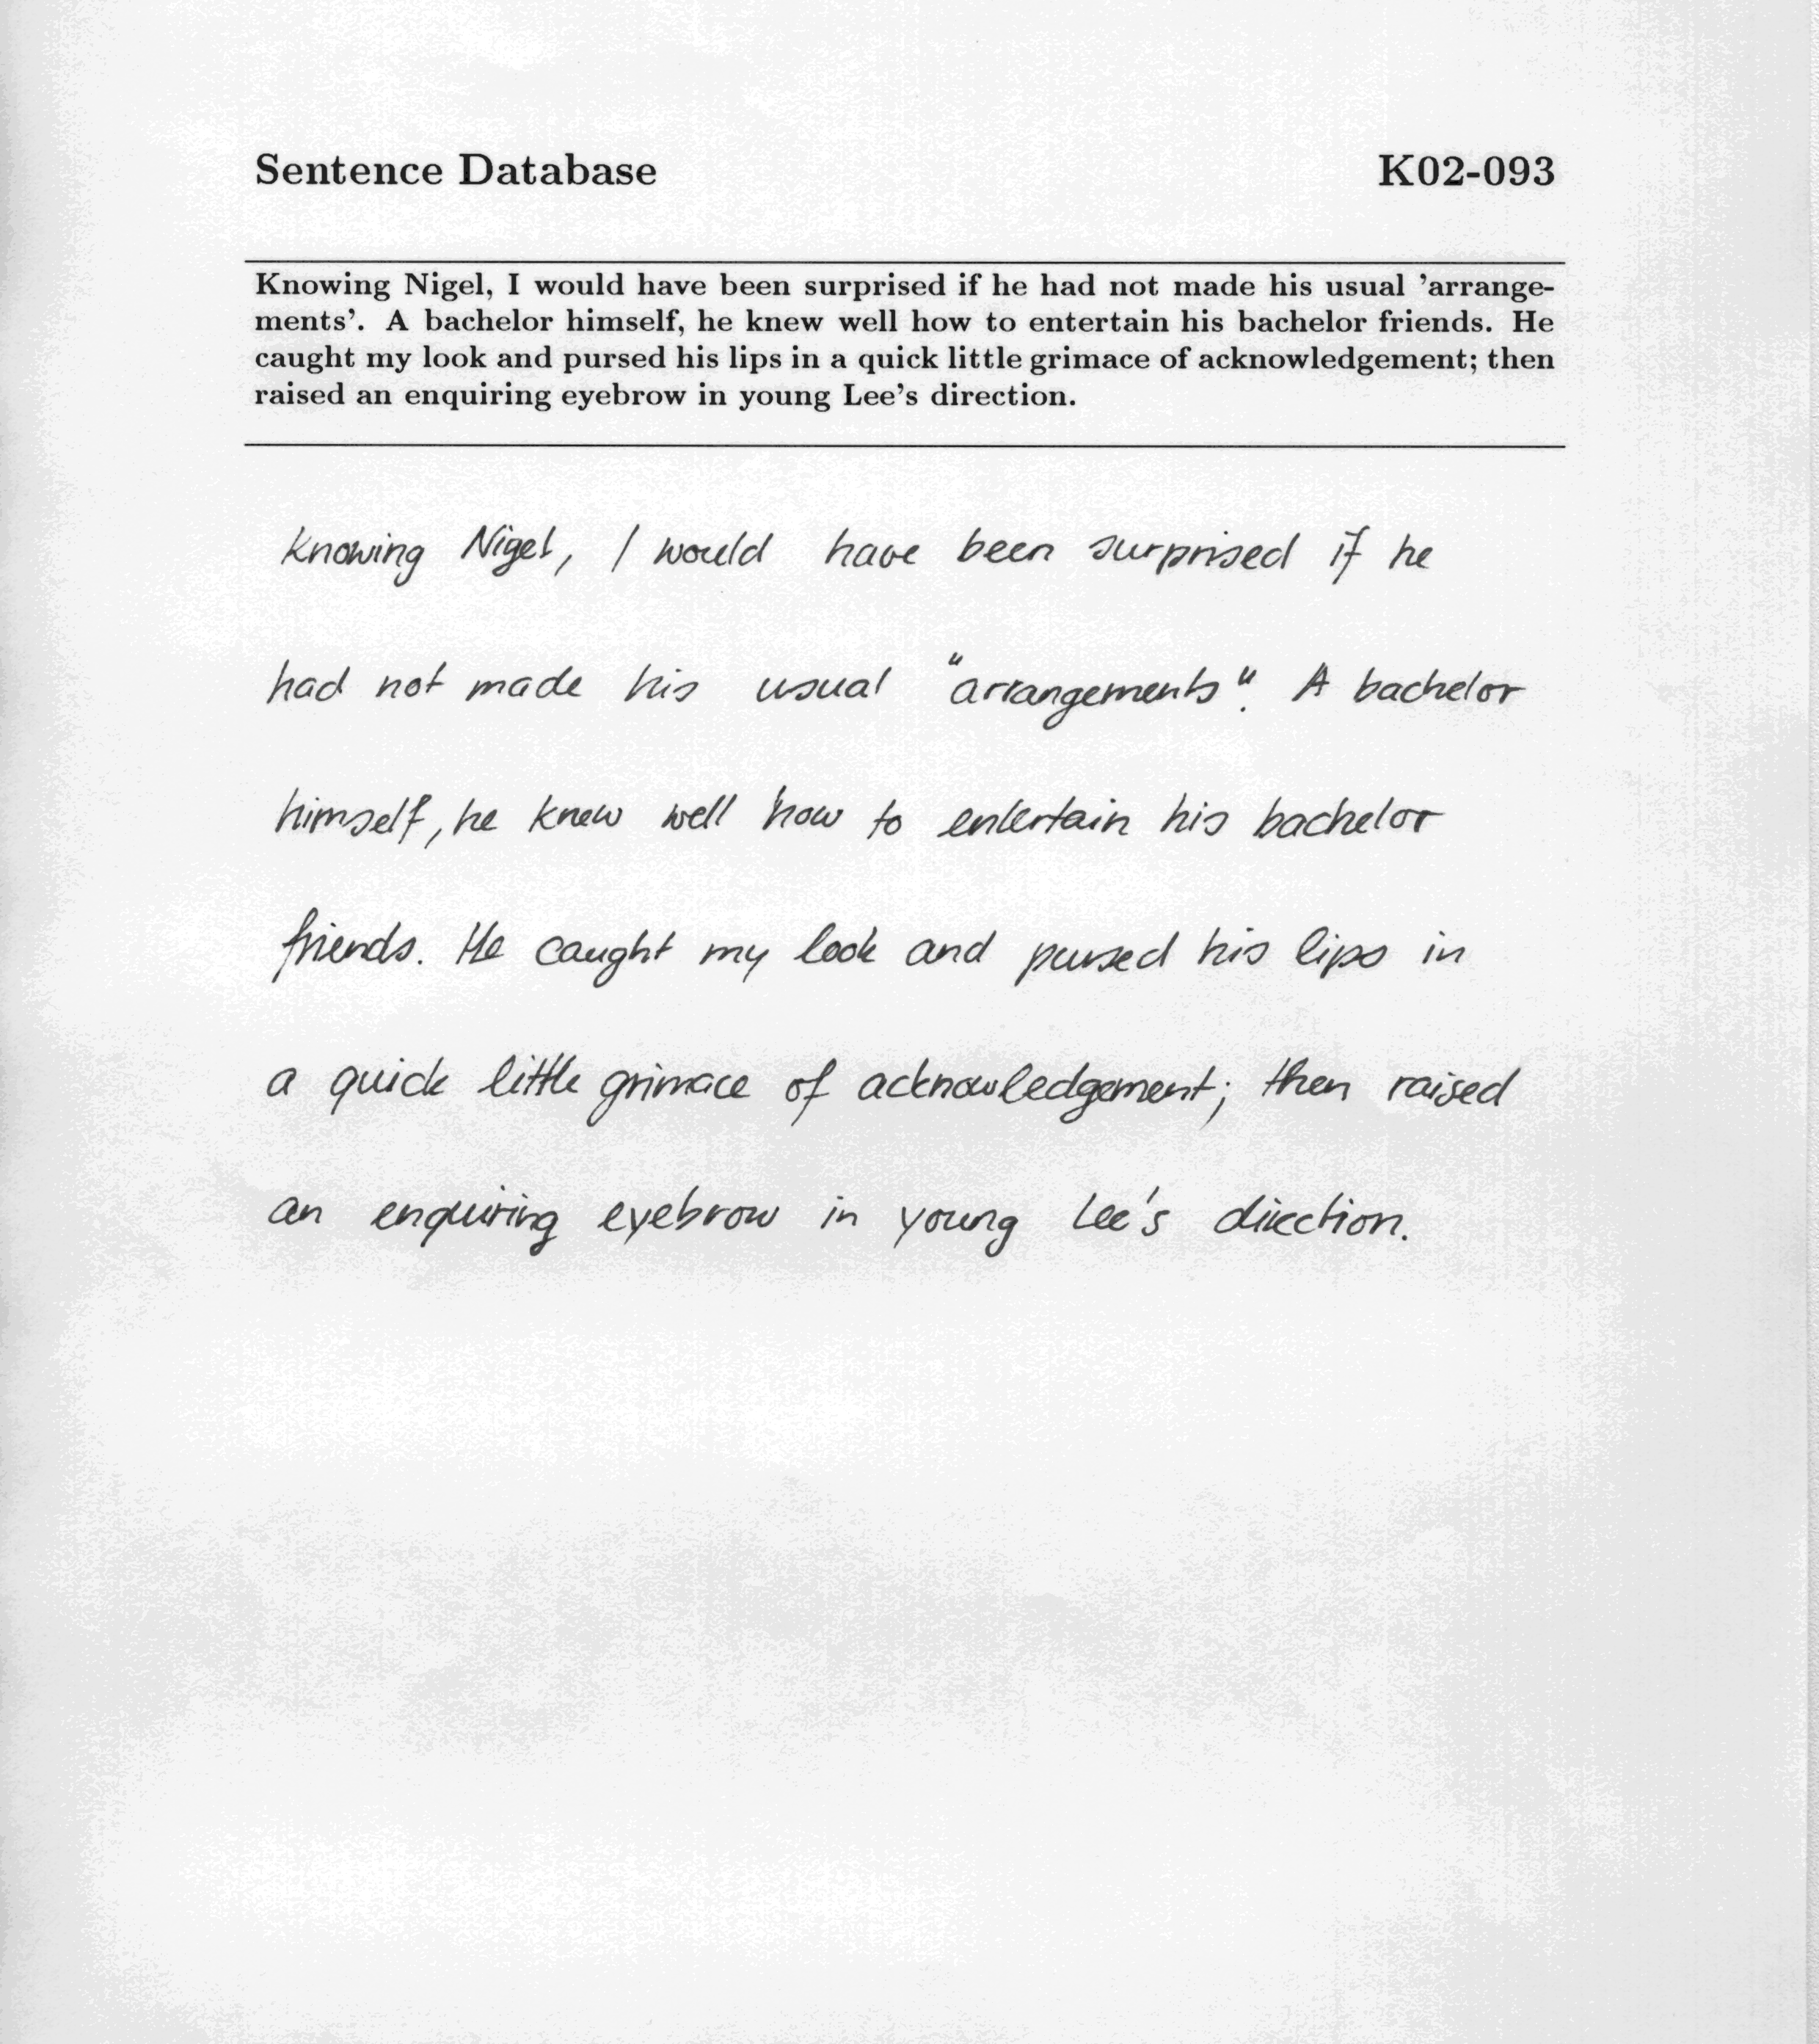 Sentence Database K02-093
Knowing Nigel, I would have been surprised if he had not made his usual 'arrange-
ments'. A bachelor himself, he knew well how to entertain his bachelor friends. He
caught my look and pursed his lips in a quick little grimace of acknowledgement; then
raised an enquiring eyebrow in young Lee's direction.
Knowing Nigel, I would have been surprised if he
had not made his usual "arrangements". A bachelor
himself, he knew well how to entertain his bachelor
friends. He caught my look and pursed his lips in
a quick little grimace of acknowledgement; then raised
an enquiring eyebrow in young Lee's direction.